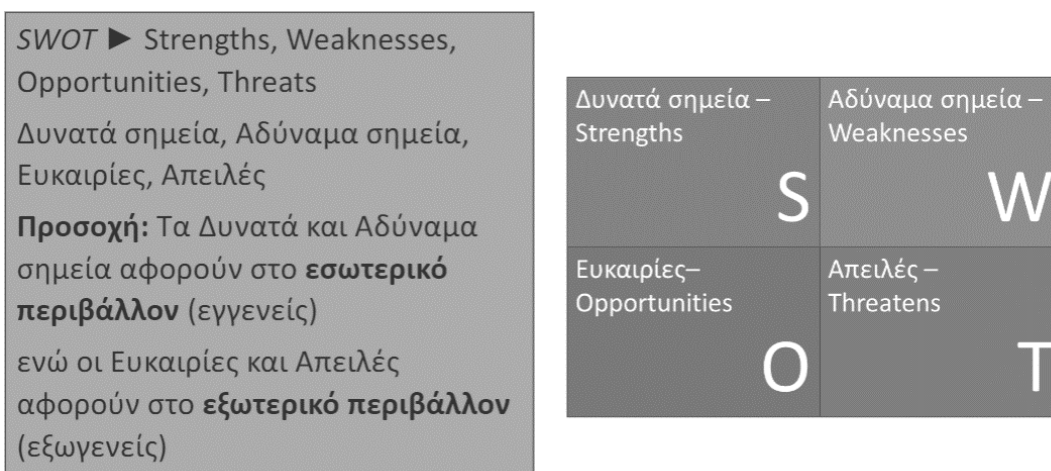 SWOT ► Strengths, Weaknesses,
Opportunities, Threats
Δυνατά σημεία, Αδύναμα σημεία,
Ευκαιρίες, Απειλές
Προσοχή: Τα Δυνατά και Αδύναμα
σημεία αφορούν στο εσωτερικό
περιβάλλον (εγγενείς)
ενώ οι Ευκαιρίες και Απειλές
αφορούν στο εξωτερικό περιβάλλον
(εξωγενείς)
Δυνατά σημεία –
Strengths
S
Αδύναμα σημεία –
Weaknesses
W
Ευκαιρίες–
Opportunities
O
Απειλές –
Threatens
T